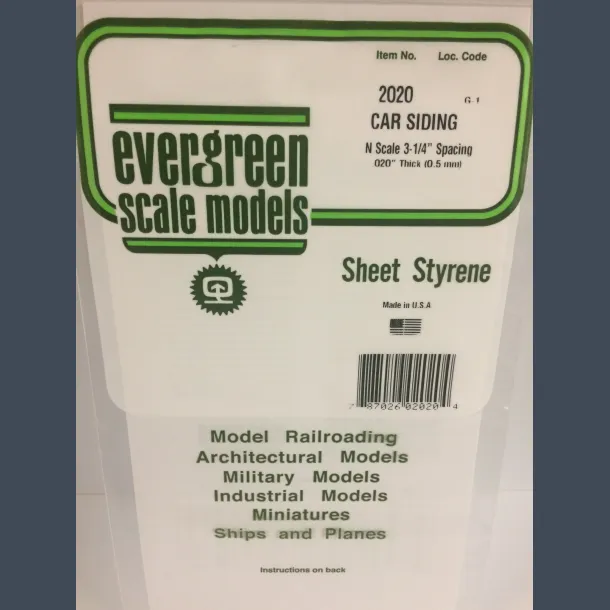 Item No. Loc. Code
2020 G-1
CAR SIDING
N Scale 3-1/4" Spacing
.020" Thick (0.5 mm)
evergreen
scale models
Sheet Styrene
Made in U.S.A
7 87026 02020 4
Model Railroading
Architectural Models
Military Models
Industrial Models
Miniatures
Ships and Planes
Instructions on back